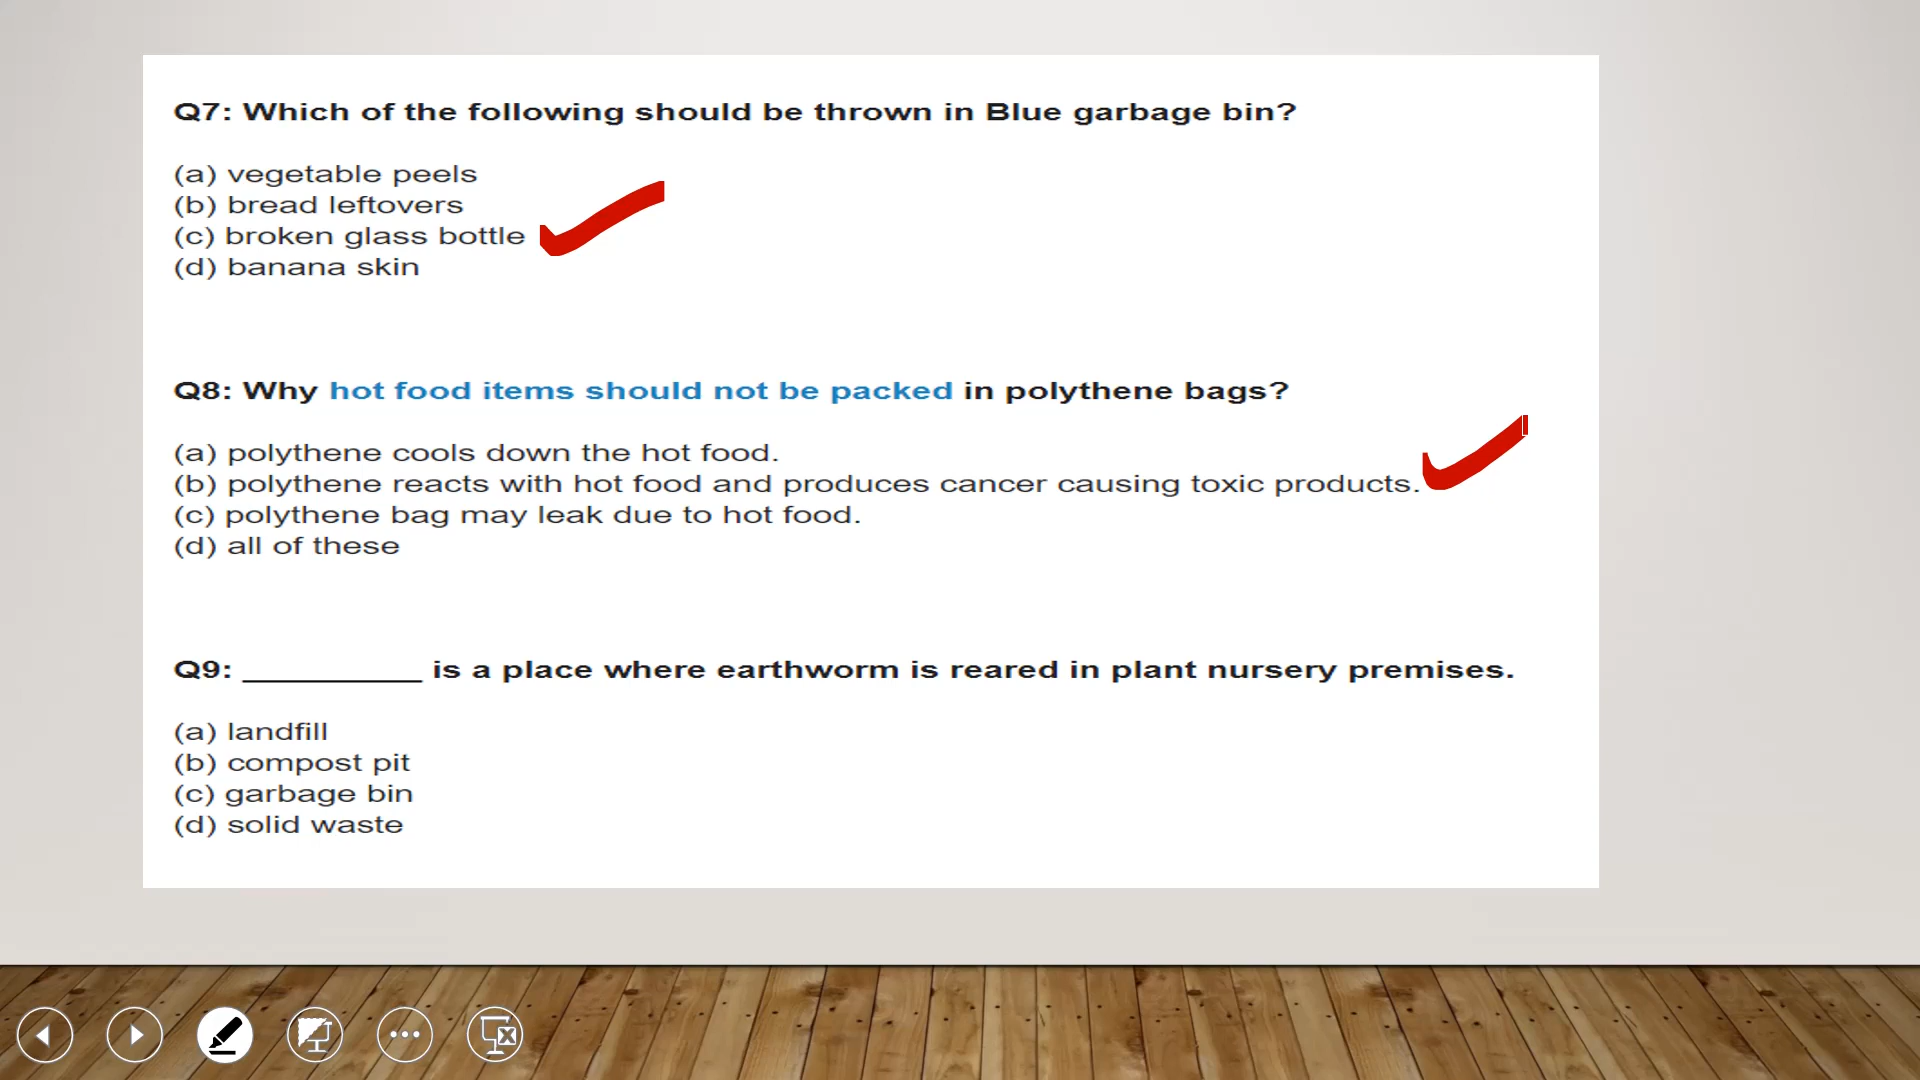 Q7: Which of the following should be thrown in Blue garbage bin?
(a) vegetable peels
(b) bread leftovers
(c) broken glass bottle
(d) banana skin
Q8: Why hot food items should not be packed in polythene bags?
(a) polythene cools down the hot food.
(b) polythene reacts with hot food and produces cancer causing toxic products.
(c) polythene bag may leak due to hot food.
(d) all of these
Q9: __________ is a place where earthworm is reared in plant nursery premises.
(a) landfill
(b) compost pit
(c) garbage bin
(d) solid waste